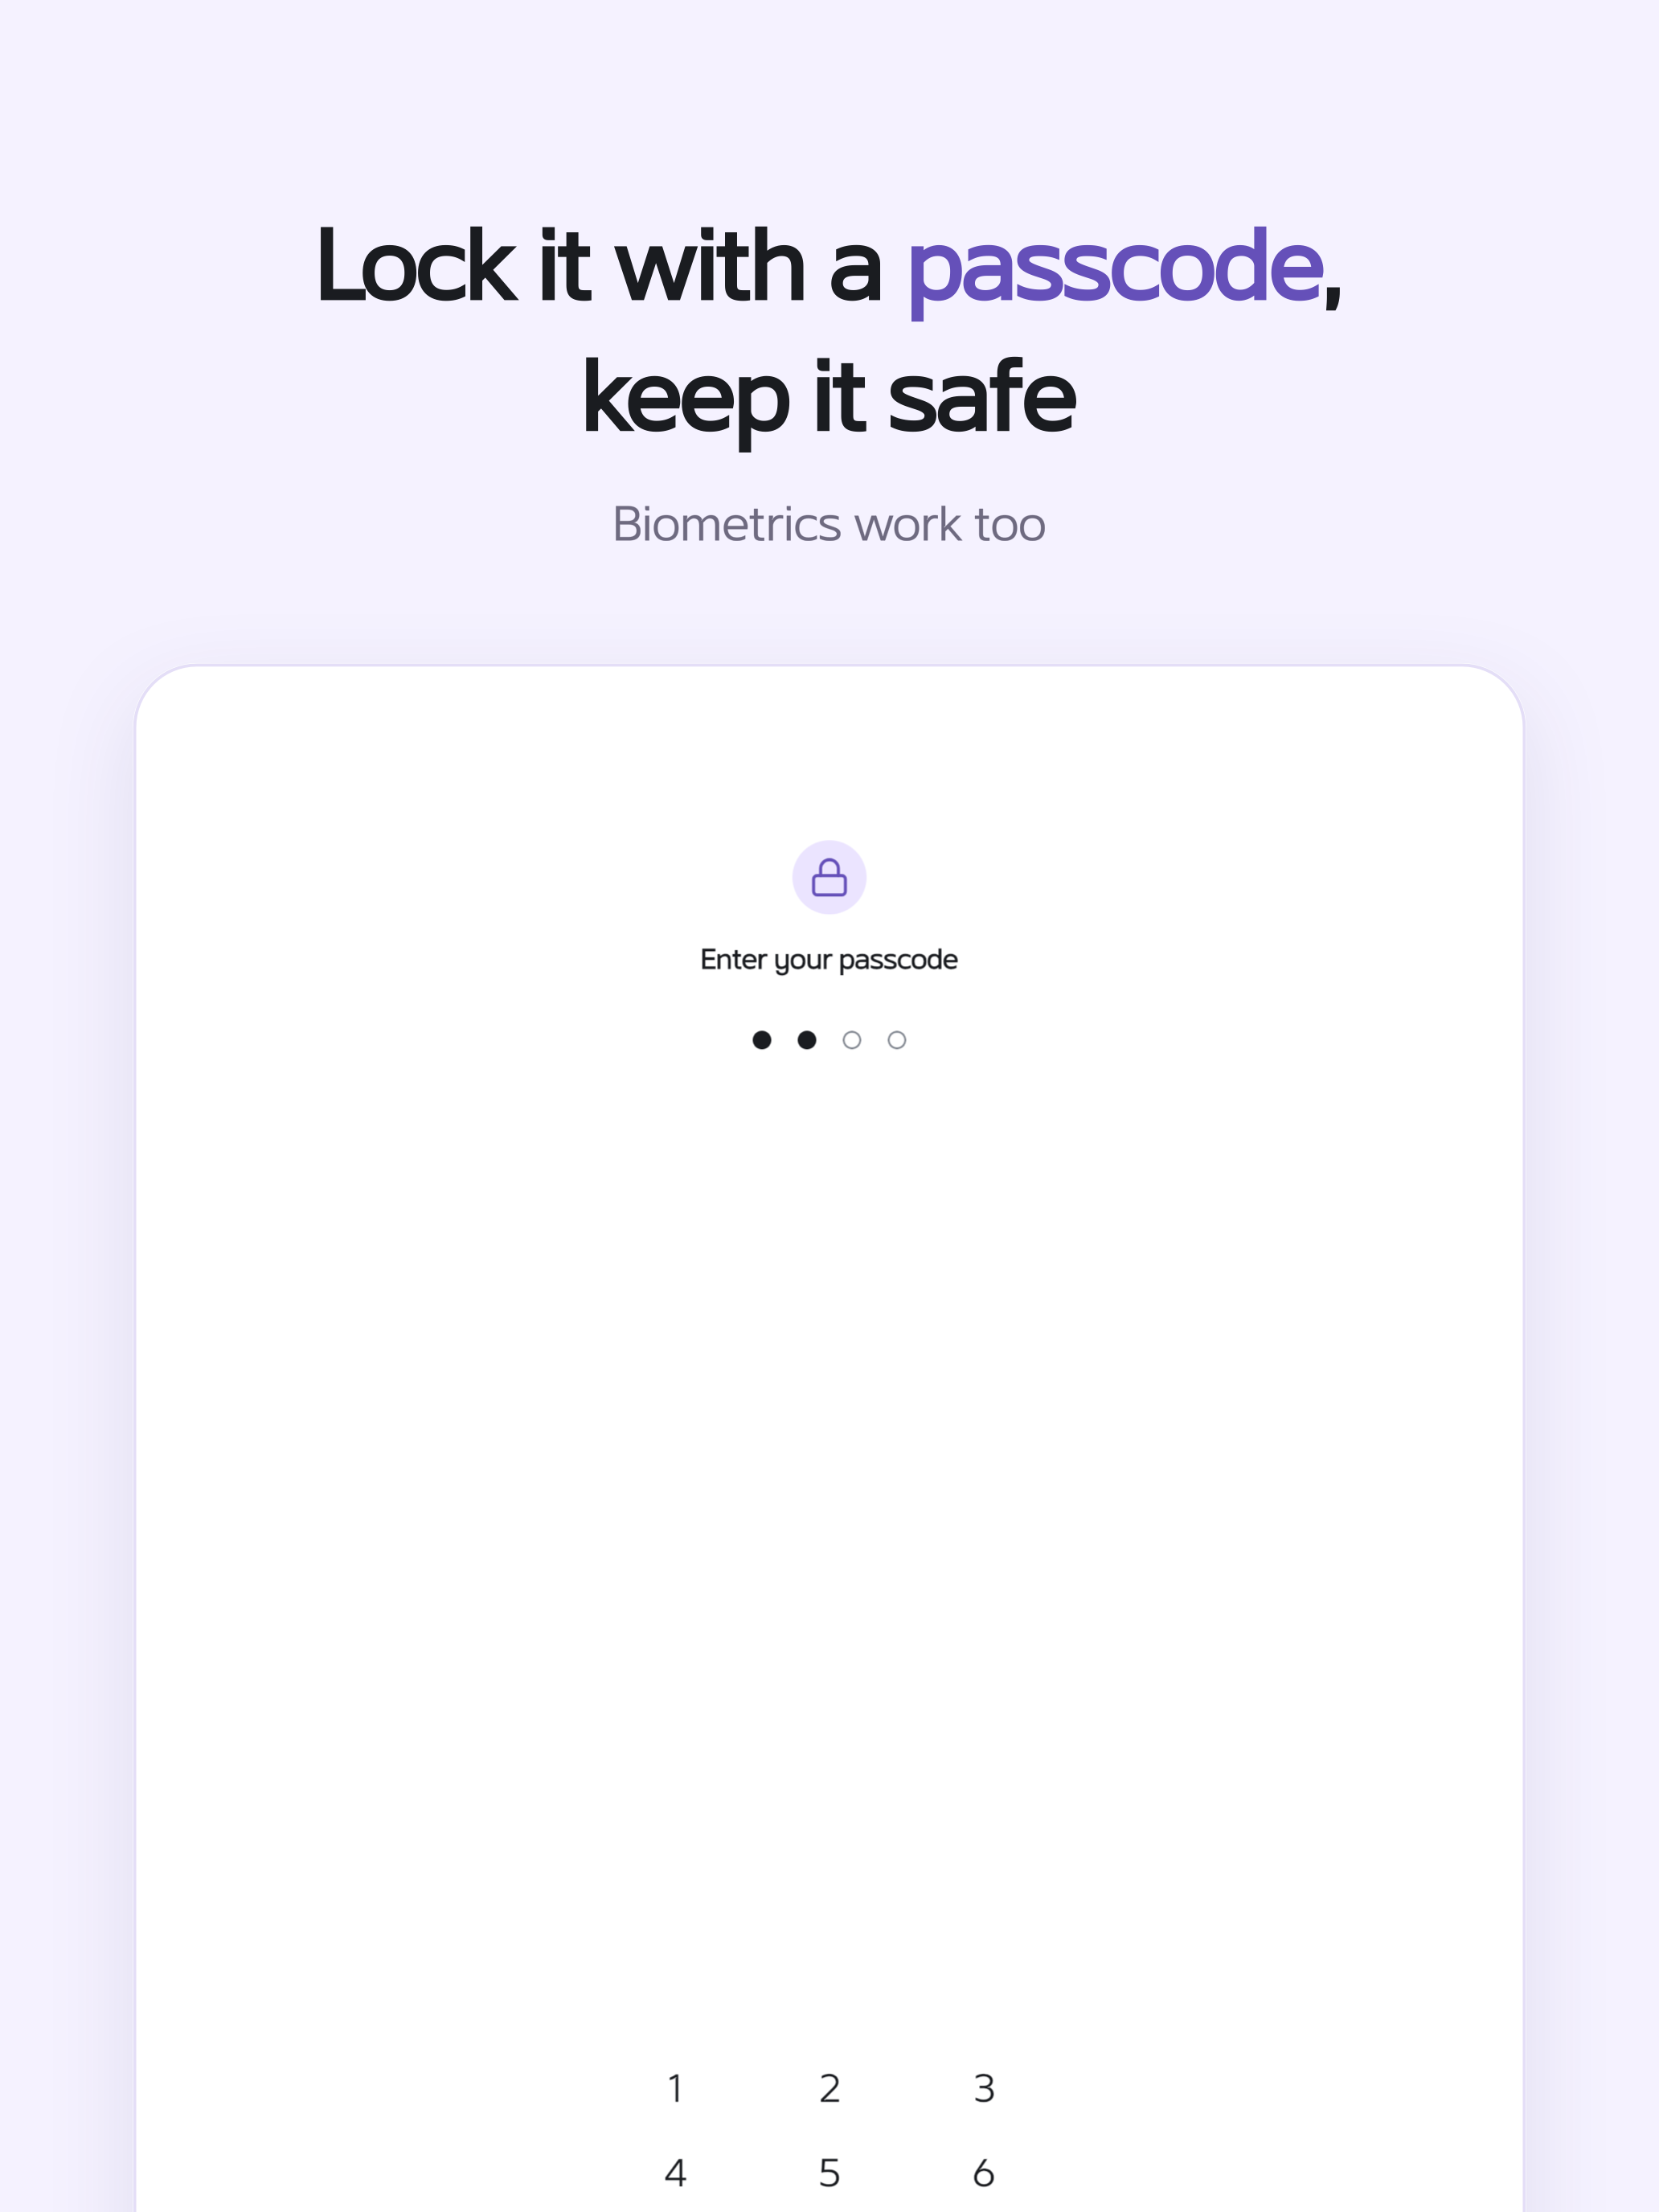 Lock it with a passcode,
keep it safe
Biometrics work too
Enter your passcode
1 2 3
4 5 6